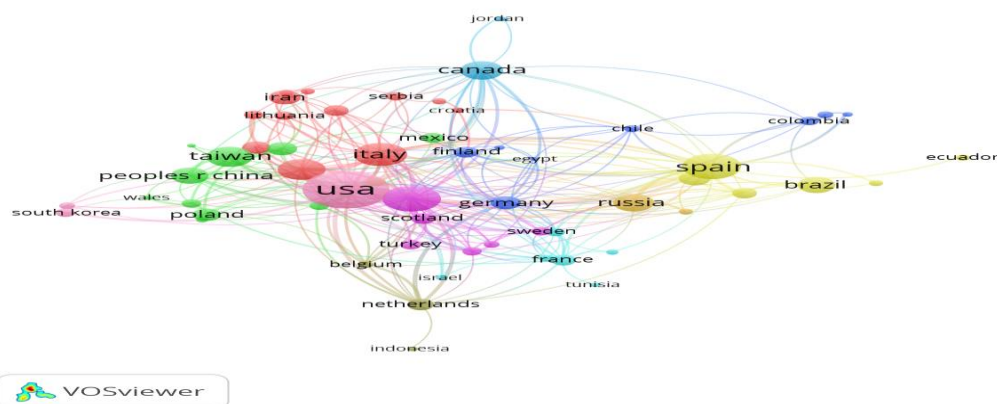 jordan
canada
iran
serbia
lithuania
croatia
colombia
chile
mexico
taiwan
italy
finland
egypt
ecuador
spain
peoples r china
usa
brazil
wales
germany
russia
south korea
poland
scotland
sweden
turkey
france
belgium
israel
tunisia
netherlands
indonesia
VOSviewer